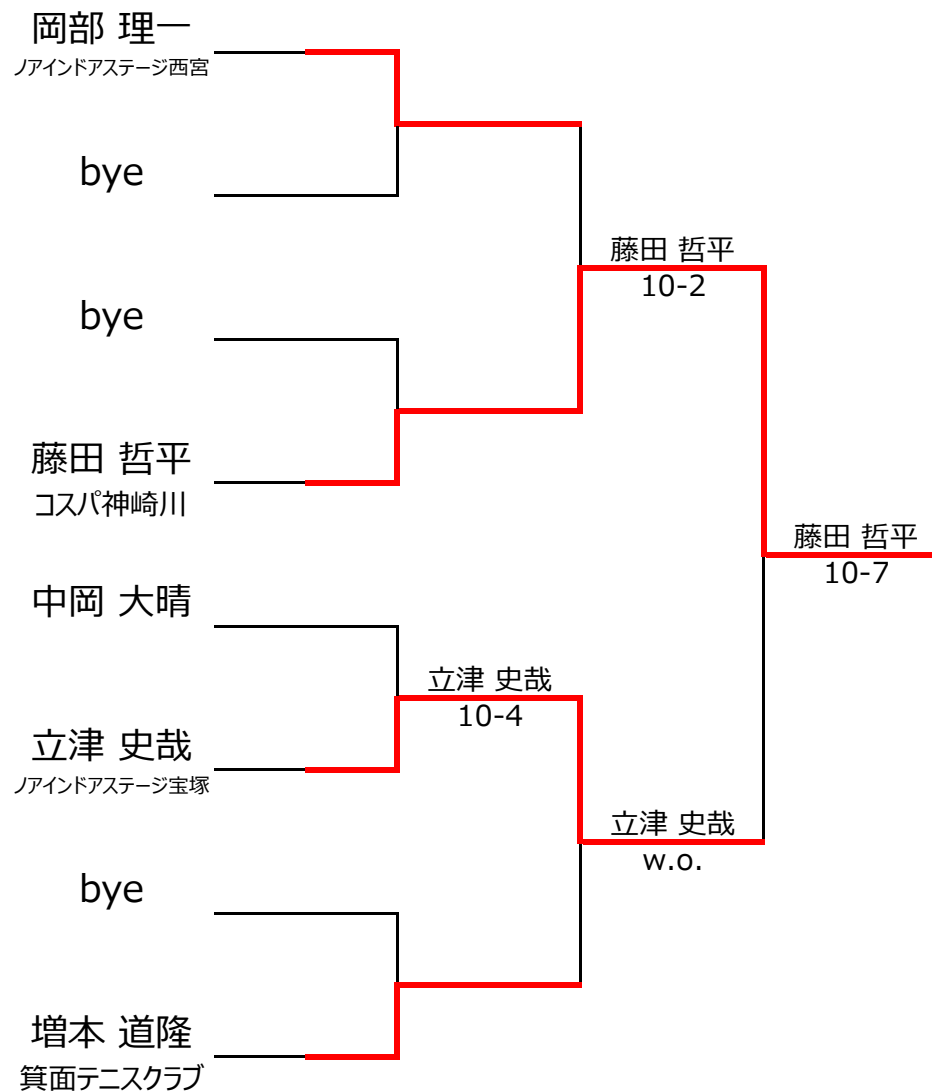 岡部 理一
ノアインドアステージ西宮
bye
藤田 哲平
10-2
bye
藤田 哲平
コスパ神崎川
藤田 哲平
10-7
中岡 大晴
立津 史哉
10-4
立津 史哉
ノアインドアステージ宝塚
立津 史哉
w.o.
bye
増本 道隆
箕面テニスクラブ